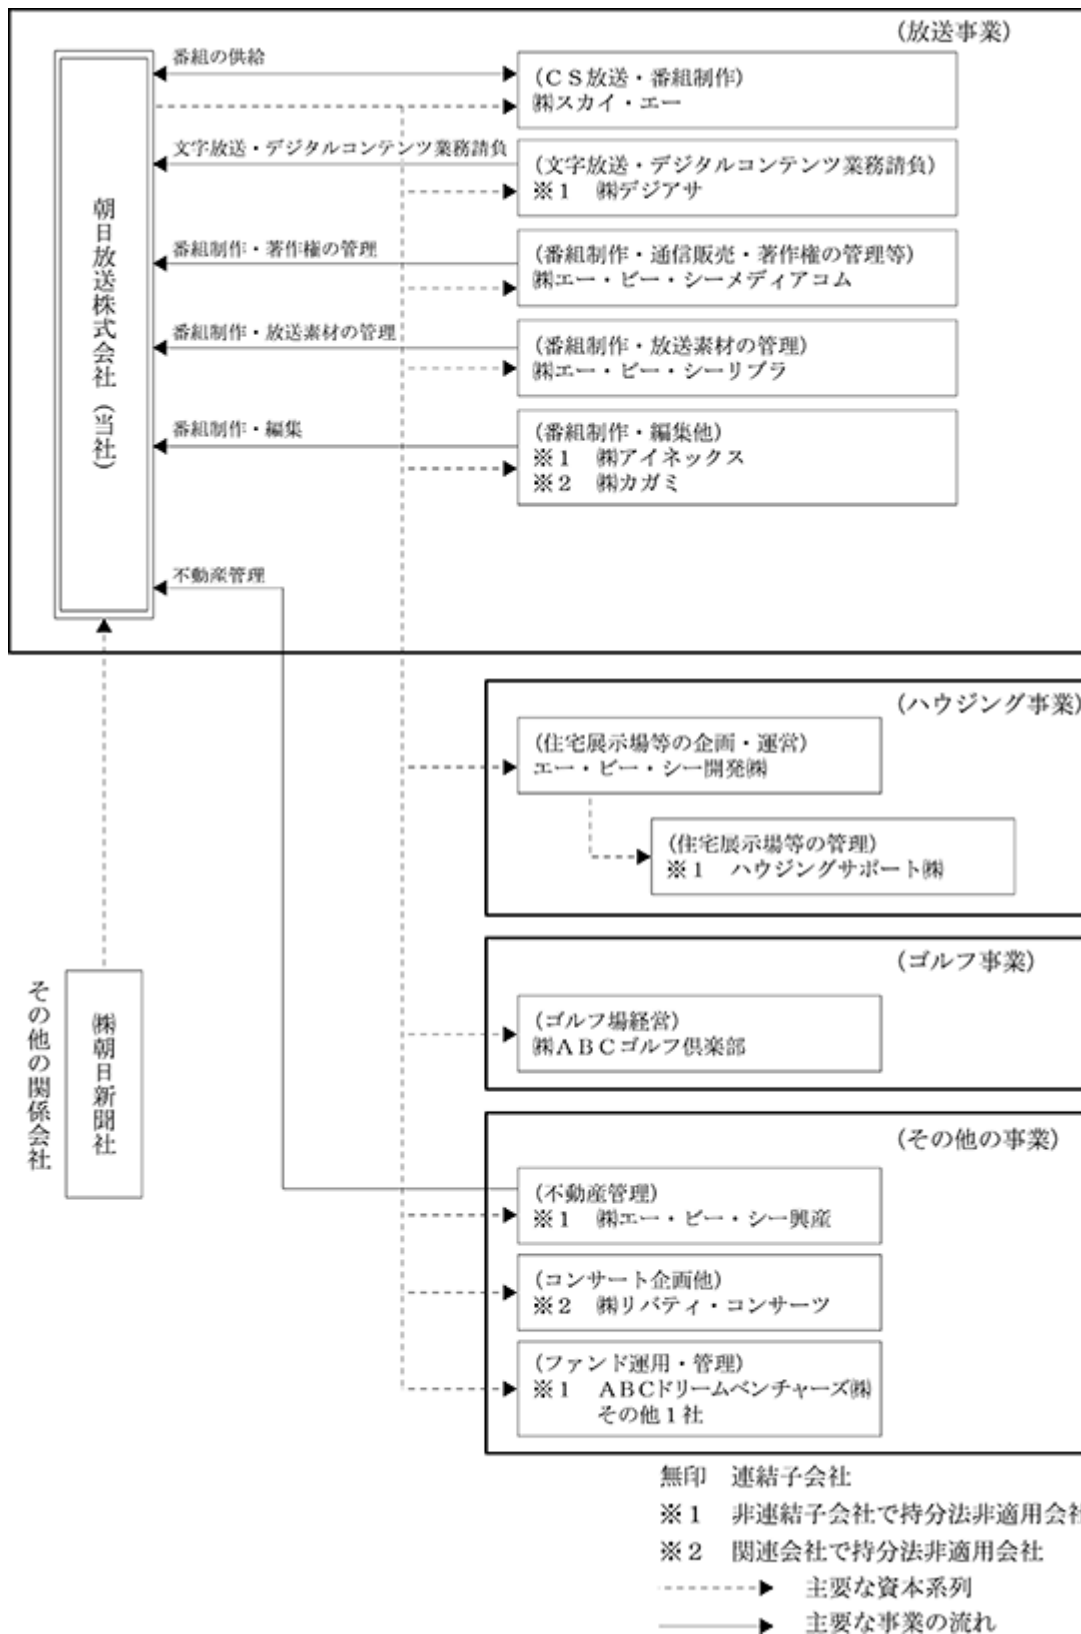 (放送事業)
番組の供給
(CS放送・番組制作)
㈱スカイ・エー
文字放送・デジタルコンテンツ業務請負
(文字放送・デジタルコンテンツ業務請負)
※1 ㈱デジアサ
朝日放送株式会社(当社)
番組制作・著作権の管理
(番組制作・通信販売・著作権の管理等)
㈱エー・ビー・シーメディアコム
番組制作・放送素材の管理
(番組制作・放送素材の管理)
㈱エー・ビー・シーリブラ
番組制作・編集
(番組制作・編集他)
※1 ㈱アイネックス
※2 ㈱カガミ
不動産管理
(ハウジング事業)
(住宅展示場等の企画・運営)
エー・ビー・シー開発㈱
(住宅展示場等の管理)
※1 ハウジングサポート㈱
(ゴルフ事業)
(ゴルフ場経営)
㈱ABCゴルフ倶楽部
その他の関係会社
㈱朝日新聞社
(その他の事業)
(不動産管理)
※1 ㈱エー・ビー・シー興産
(コンサート企画他)
※2 ㈱リバティ・コンサーツ
(ファンド運用・管理)
※1 ABCドリームベンチャーズ㈱
その他1社
無印 連結子会社
※1 非連結子会社で持分法非適用会社
※2 関連会社で持分法非適用会社
主要な資本系列
主要な事業の流れ